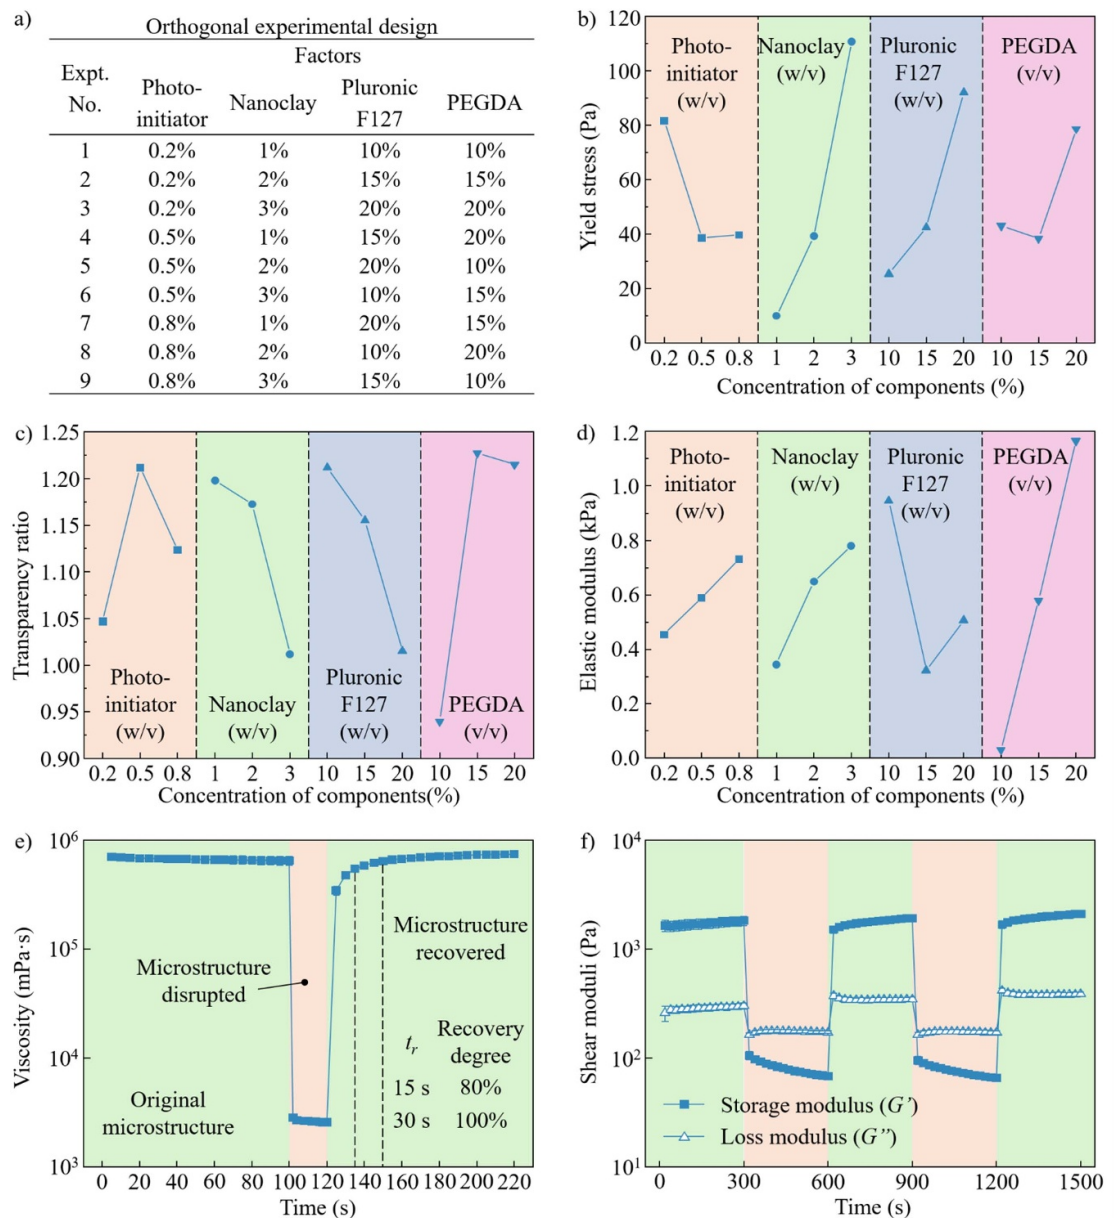 a)
Orthogonal experimental design
Factors
Expt.
No.
Photo-
initiator
Nanoclay
Pluronic
F127
PEGDA
1 0.2% 1% 10% 10%
2 0.2% 2% 15% 15%
3 0.2% 3% 20% 20%
4 0.5% 1% 15% 20%
5 0.5% 2% 20% 10%
6 0.5% 3% 10% 15%
7 0.8% 1% 20% 15%
8 0.8% 2% 10% 20%
9 0.8% 3% 15% 10%
b)
Yield stress (Pa)
120
100
80
60
40
20
0
Photo-
initiator
(w/v)
Nanoclay
(w/v)
Pluronic
F127
(w/v)
PEGDA
(v/v)
0.2 0.5 0.8 1 2 3 10 15 20 10 15 20
Concentration of components (%)
c)
Transparency ratio
1.25
1.20
1.15
1.10
1.05
1.00
0.95
0.90
Photo-
initiator
(w/v)
Nanoclay
(w/v)
Pluronic
F127
(w/v)
PEGDA
(v/v)
0.2 0.5 0.8 1 2 3 10 15 20 10 15 20
Concentration of components(%)
d)
Elastic modulus (kPa)
1.2
1.0
0.8
0.6
0.4
0.2
0.0
Photo-
initiator
(w/v)
Nanoclay
(w/v)
Pluronic
F127
(w/v)
PEGDA
(v/v)
0.2 0.5 0.8 1 2 3 10 15 20 10 15 20
Concentration of components (%)
e)
Viscosity (mPa·s)
10⁶
10⁵
10⁴
10³
Microstructure
disrupted
Microstructure
recovered
Original
microstructure
tᵣ Recovery
degree
15 s 80%
30 s 100%
0 20 40 60 80 100 120 140 160 180 200 220
Time (s)
f)
Shear moduli (Pa)
10⁴
10³
10²
10¹
Storage modulus (G')
Loss modulus (G'')
0 300 600 900 1200 1500
Time (s)